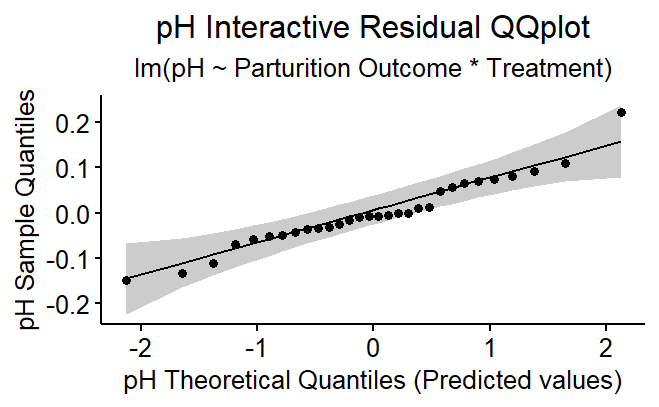 pH Interactive Residual QQplot
lm(pH ~ Parturition Outcome * Treatment)
pH Sample Quantiles
0.2
0.1
0.0
-0.1
-0.2
-2
-1
0
1
2
pH Theoretical Quantiles (Predicted values)